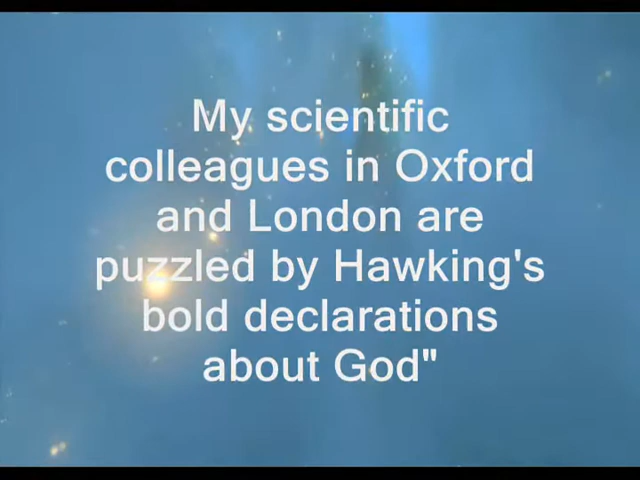 My scientific
colleagues in Oxford
and London are
puzzled by Hawking's
bold declarations
about God"